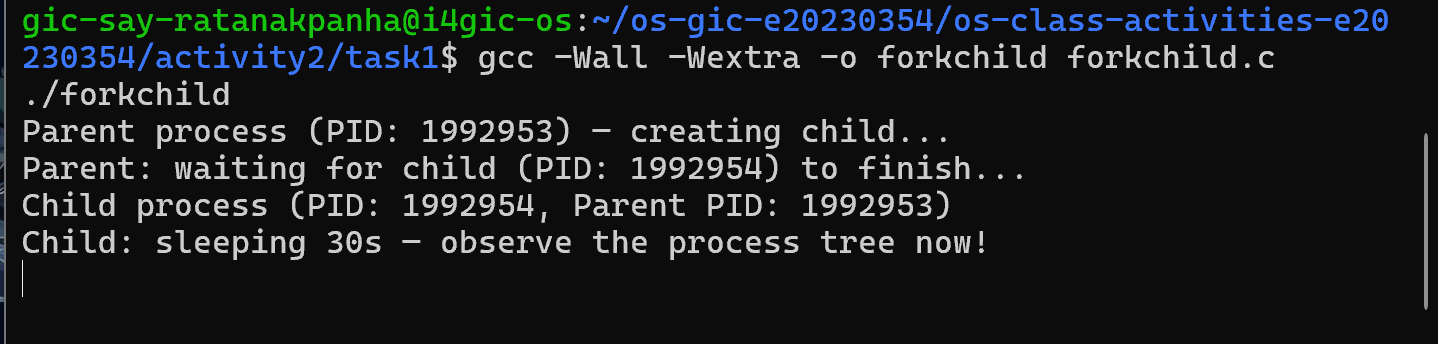 gic-say-ratanakpanha@i4gic-os:~/os-gic-e20230354/os-class-activities-e20
230354/activity2/task1$ gcc -Wall -Wextra -o forkchild forkchild.c
./forkchild
Parent process (PID: 1992953) — creating child...
Parent: waiting for child (PID: 1992954) to finish...
Child process (PID: 1992954, Parent PID: 1992953)
Child: sleeping 30s — observe the process tree now!